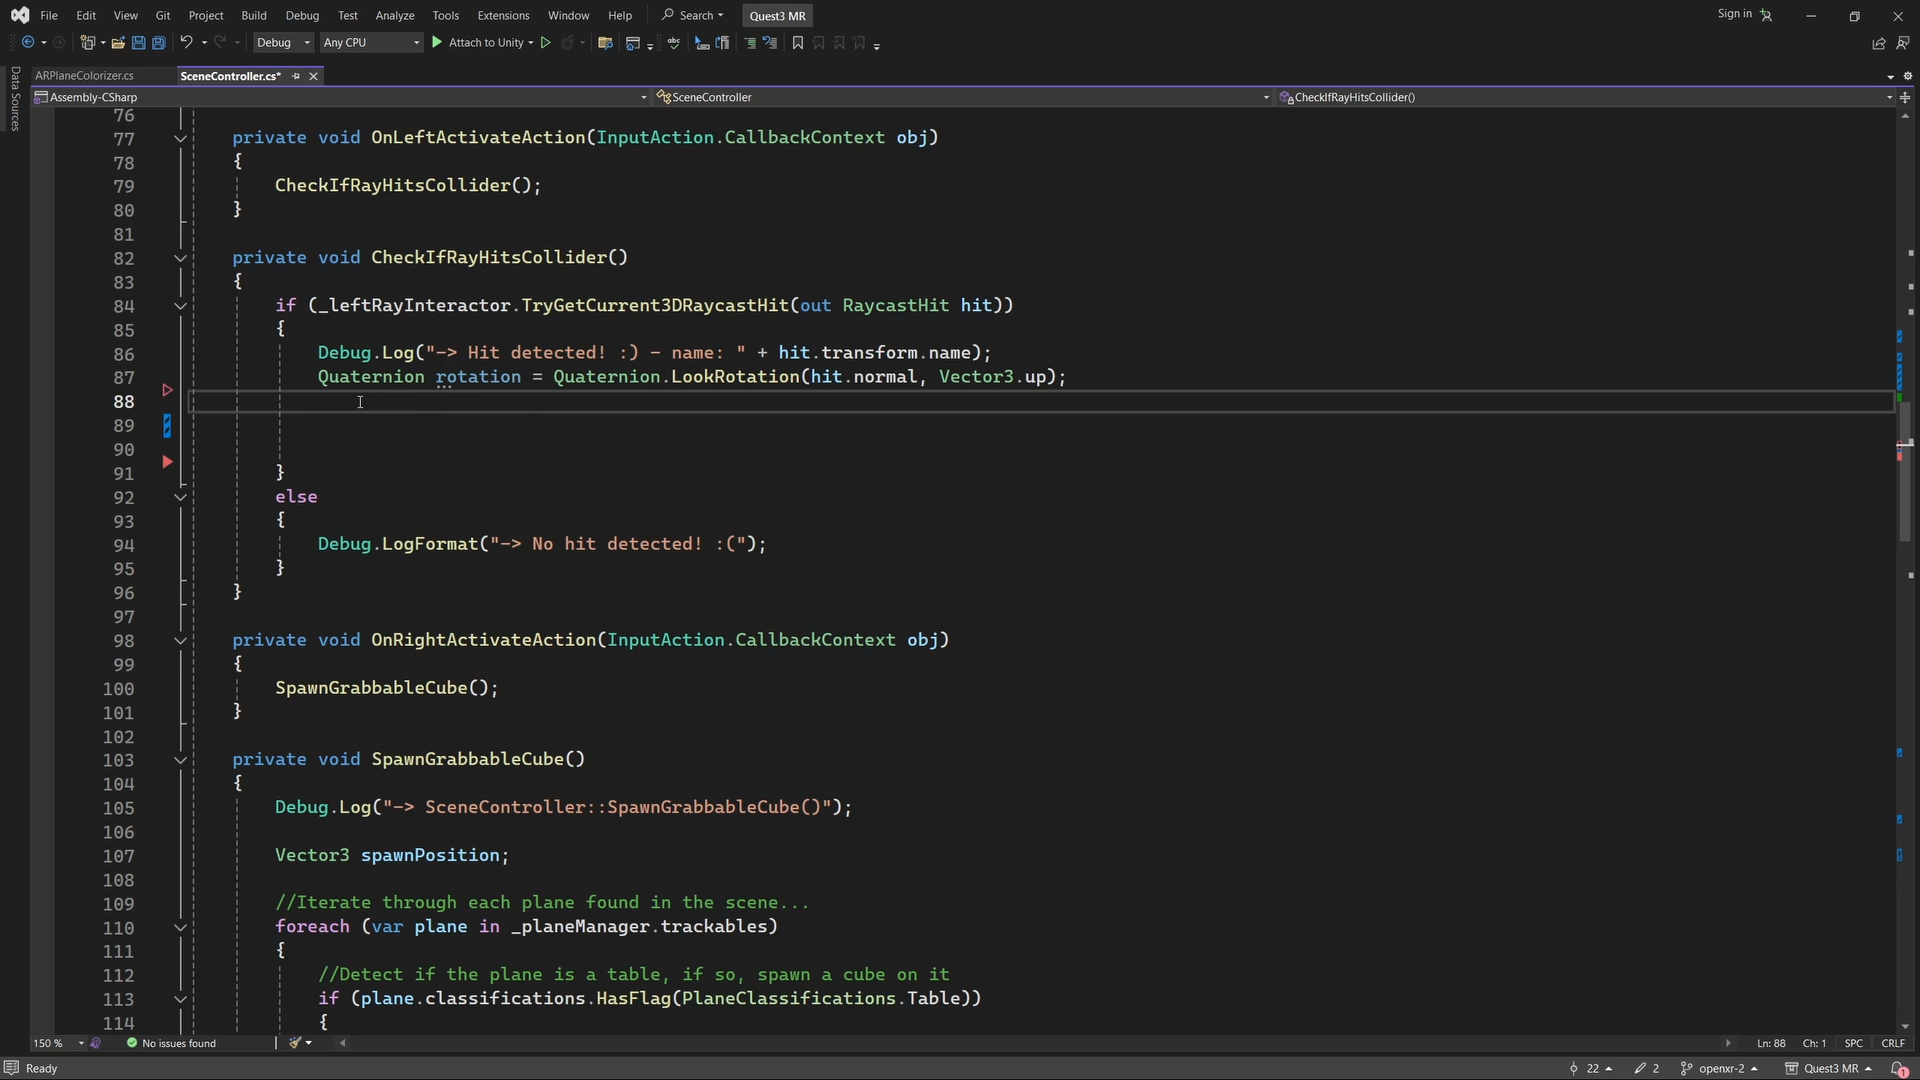 File Edit View Git Project Build Debug Test Analyze Tools Extensions Window Help Search Quest3 MR Sign in
Debug Any CPU Attach to Unity
Data Sources
ARPlaneColorizer.cs SceneController.cs*
Assembly-CSharp SceneController CheckIfRayHitsCollider()
76
77 private void OnLeftActivateAction(InputAction.CallbackContext obj)
78 {
79 CheckIfRayHitsCollider();
80 }
81
82 private void CheckIfRayHitsCollider()
83 {
84 if (_leftRayInteractor.TryGetCurrent3DRaycastHit(out RaycastHit hit))
85 {
86 Debug.Log("-> Hit detected! :) - name: " + hit.transform.name);
87 Quaternion rotation = Quaternion.LookRotation(hit.normal, Vector3.up);
88
89
90
91 }
92 else
93 {
94 Debug.LogFormat("-> No hit detected! :(");
95 }
96 }
97
98 private void OnRightActivateAction(InputAction.CallbackContext obj)
99 {
100 SpawnGrabbableCube();
101 }
102
103 private void SpawnGrabbableCube()
104 {
105 Debug.Log("-> SceneController::SpawnGrabbableCube()");
106
107 Vector3 spawnPosition;
108
109 //Iterate through each plane found in the scene...
110 foreach (var plane in _planeManager.trackables)
111 {
112 //Detect if the plane is a table, if so, spawn a cube on it
113 if (plane.classifications.HasFlag(PlaneClassifications.Table))
114 {
150 % No issues found Ln: 88 Ch: 1 SPC CRLF
Ready 22 2 openxr-2 Quest3 MR 1